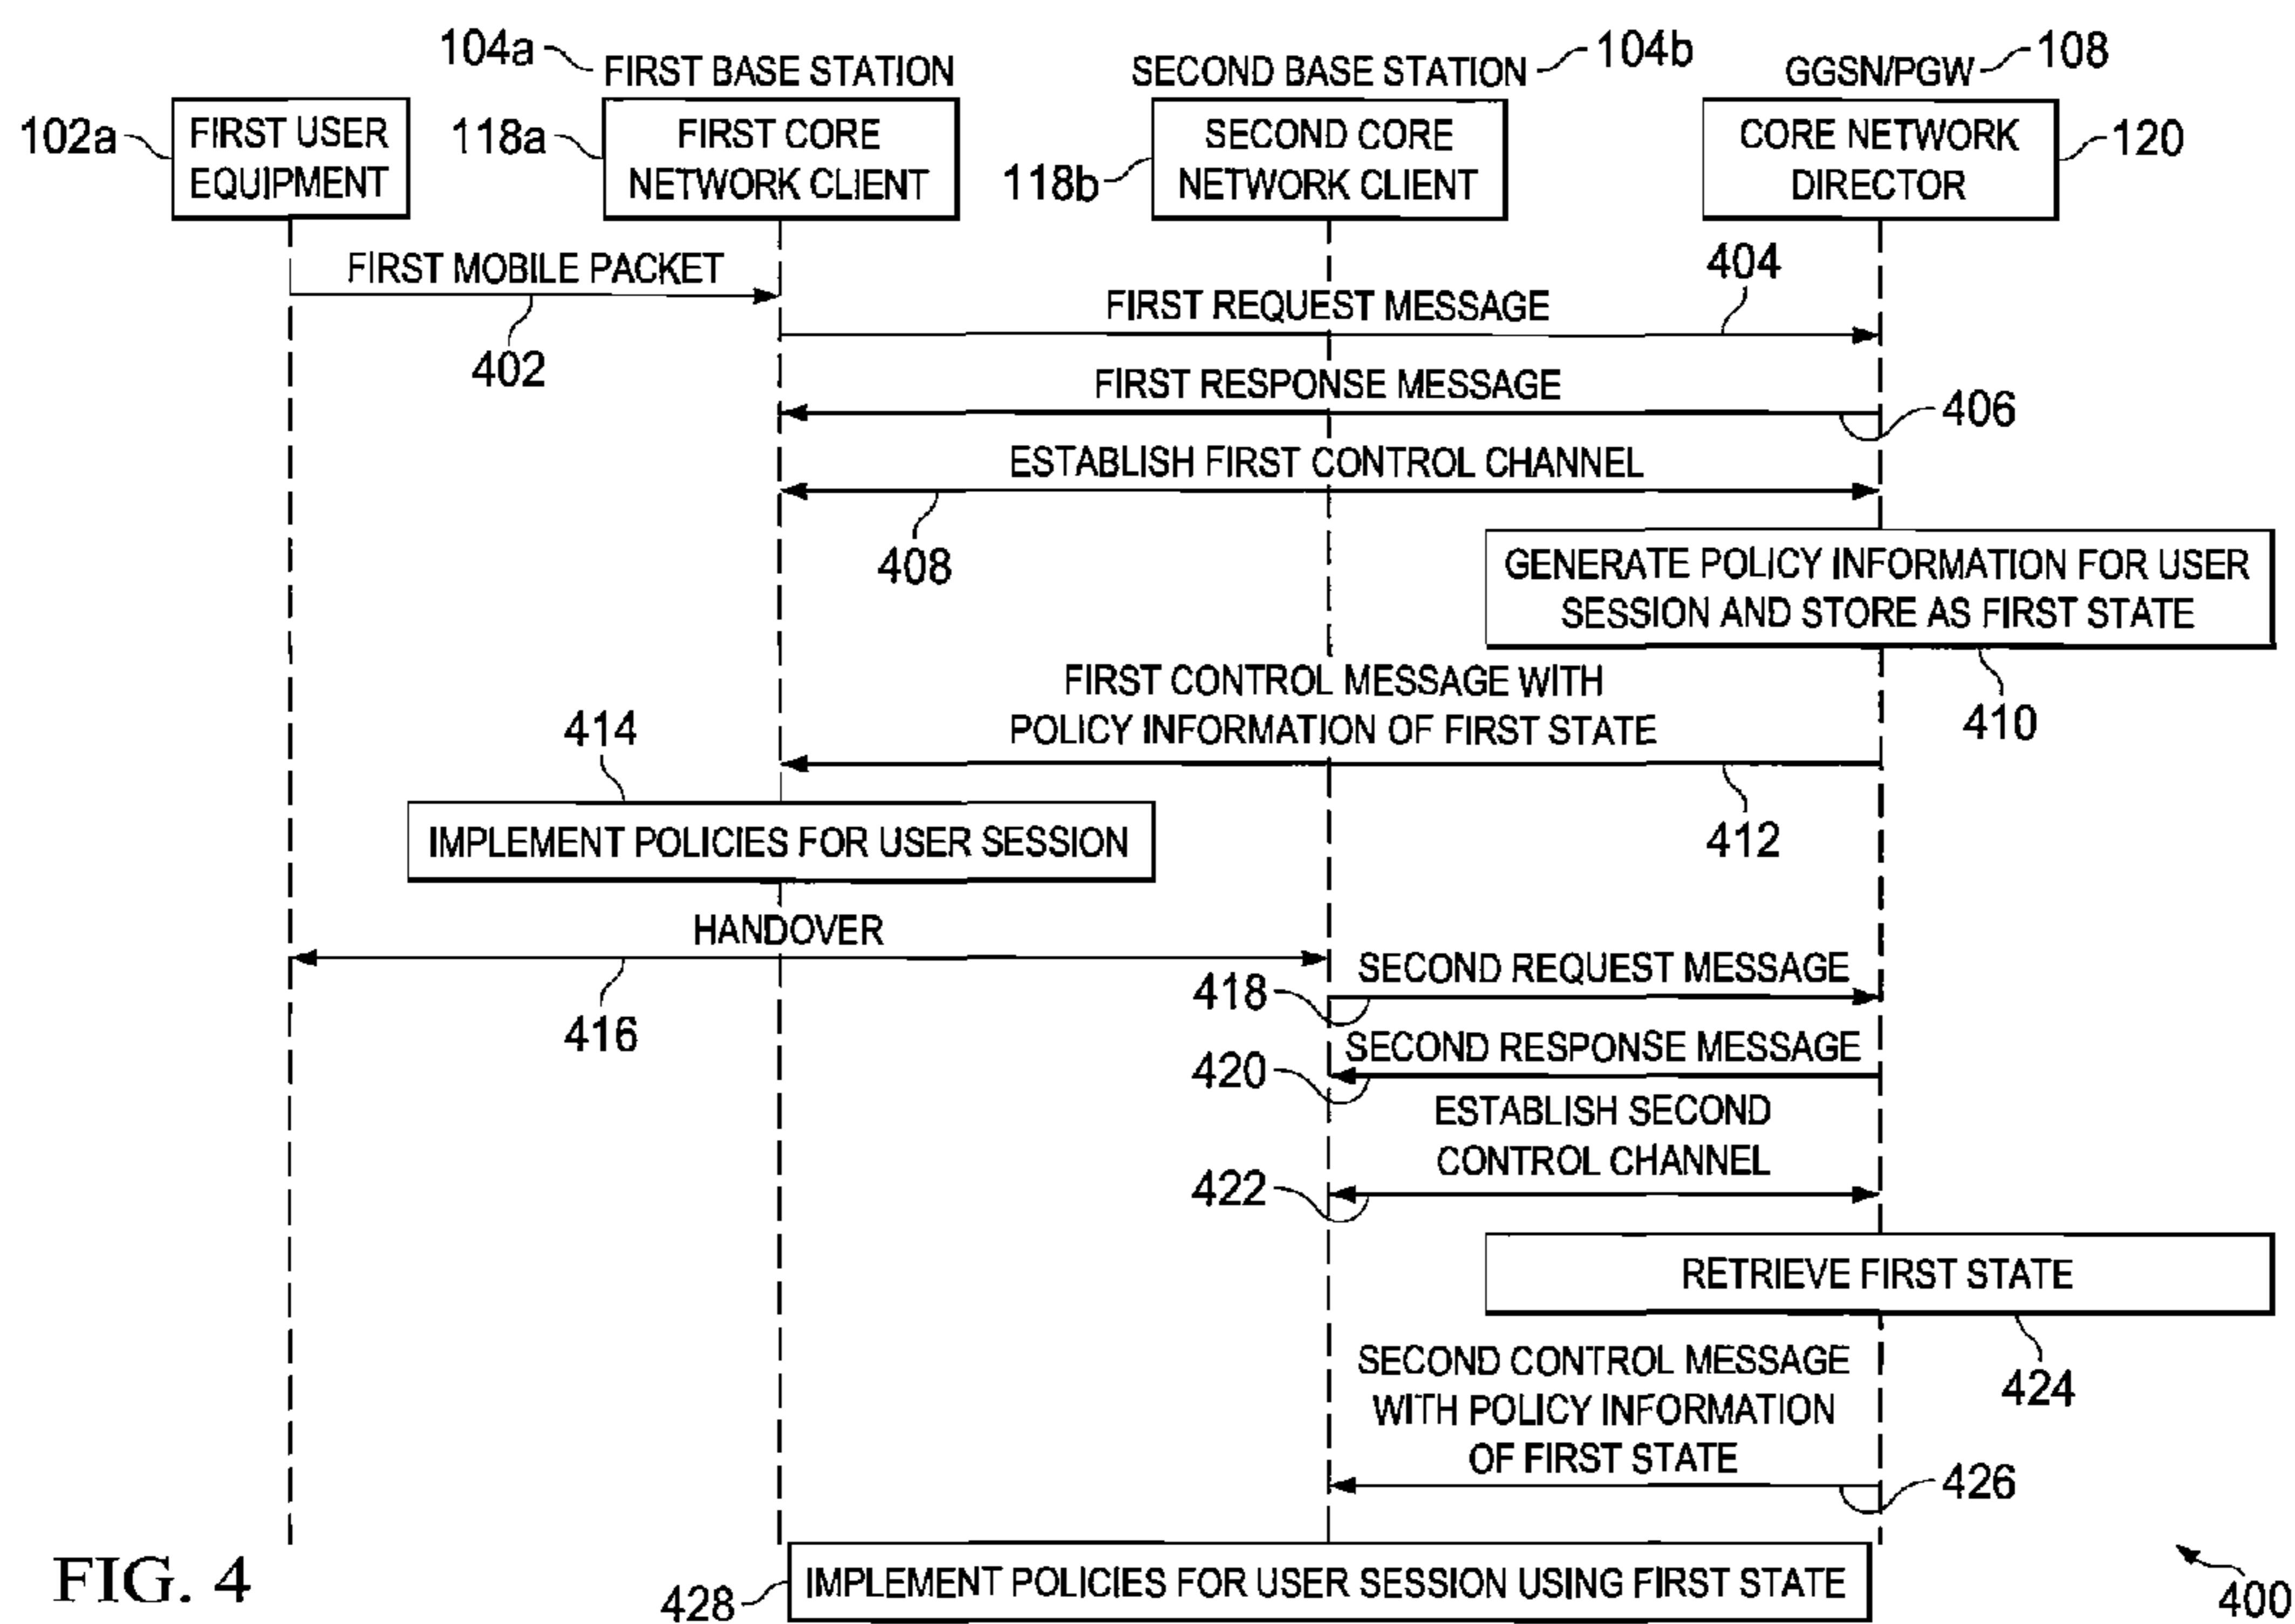 104a
FIRST BASE STATION
SECOND BASE STATION
104b
GGSN/PGW
108
102a
FIRST USER
EQUIPMENT
118a
FIRST CORE
NETWORK CLIENT
118b
SECOND CORE
NETWORK CLIENT
CORE NETWORK
DIRECTOR
120
FIRST MOBILE PACKET
402
FIRST REQUEST MESSAGE
404
FIRST RESPONSE MESSAGE
406
ESTABLISH FIRST CONTROL CHANNEL
408
GENERATE POLICY INFORMATION FOR USER
SESSION AND STORE AS FIRST STATE
410
FIRST CONTROL MESSAGE WITH
POLICY INFORMATION OF FIRST STATE
412
414
IMPLEMENT POLICIES FOR USER SESSION
HANDOVER
416
SECOND REQUEST MESSAGE
418
SECOND RESPONSE MESSAGE
420
ESTABLISH SECOND
CONTROL CHANNEL
422
RETRIEVE FIRST STATE
424
SECOND CONTROL MESSAGE
WITH POLICY INFORMATION
OF FIRST STATE
426
IMPLEMENT POLICIES FOR USER SESSION USING FIRST STATE
428
FIG. 4
400